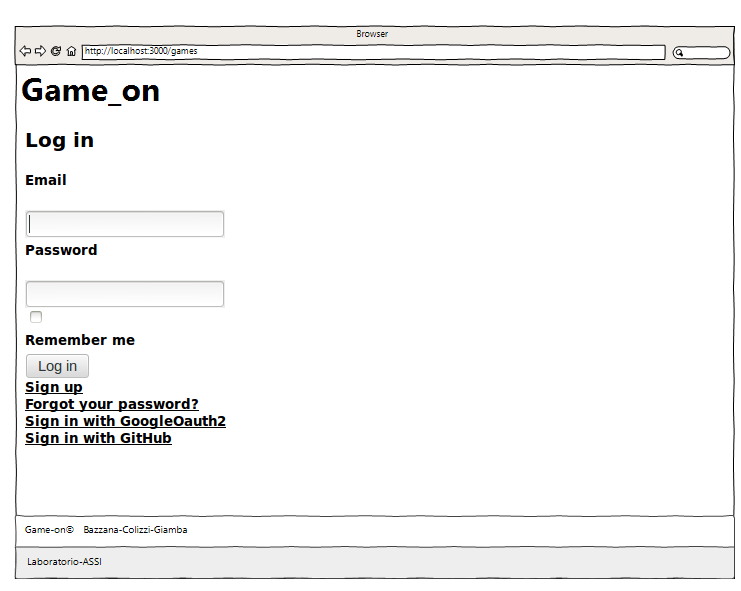 Browser
http://localhost:3000/games
Game_on
Log in
Email
Password
Remember me
Log in
Sign up
Forgot your password?
Sign in with GoogleOauth2
Sign in with GitHub
Game-on© Bazzana-Colizzi-Giamba
Laboratorio-ASSI